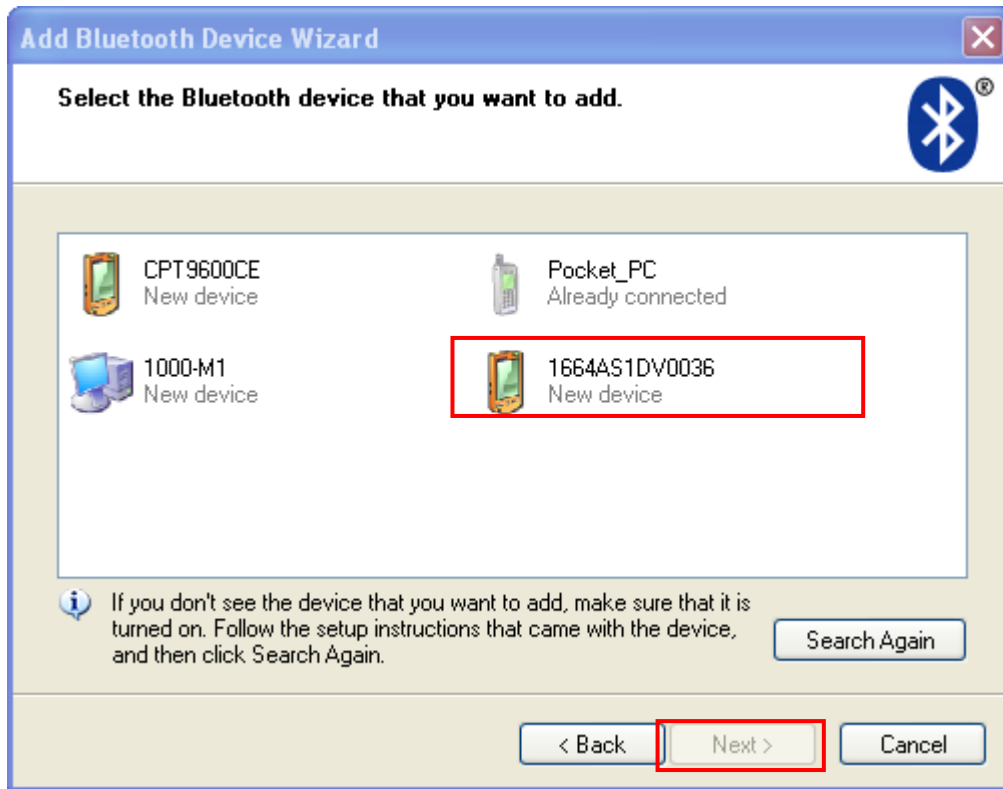 Add Bluetooth Device Wizard
Select the Bluetooth device that you want to add.
®
CPT9600CE
New device
Pocket_PC
Already connected
1000-M1
New device
1664AS1DV0036
New device
If you don't see the device that you want to add, make sure that it is
turned on. Follow the setup instructions that came with the device,
and then click Search Again.
Search Again
< Back
Next >
Cancel